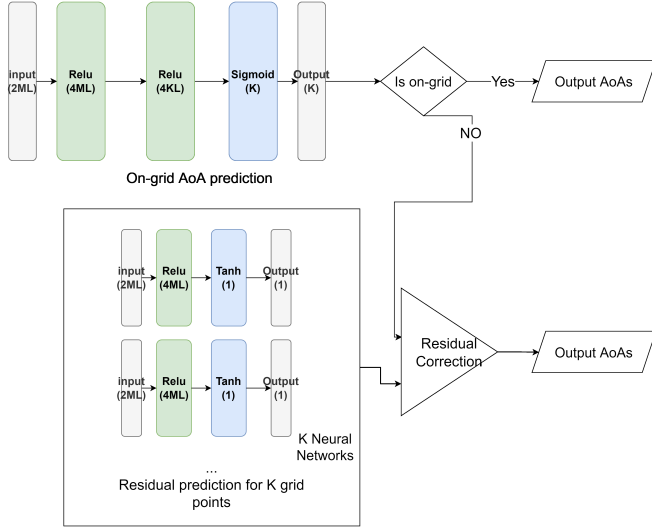 input
(2ML)
Relu
(4ML)
Relu
(4KL)
Sigmoid
(K)
Output
(K)
Is on-grid
Yes
Output AoAs
NO
On-grid AoA prediction
input
(2ML)
Relu
(4ML)
Tanh
(1)
Output
(1)
input
(2ML)
Relu
(4ML)
Tanh
(1)
Output
(1)
K Neural
Networks
...
Residual prediction for K grid
points
Residual
Correction
Output AoAs